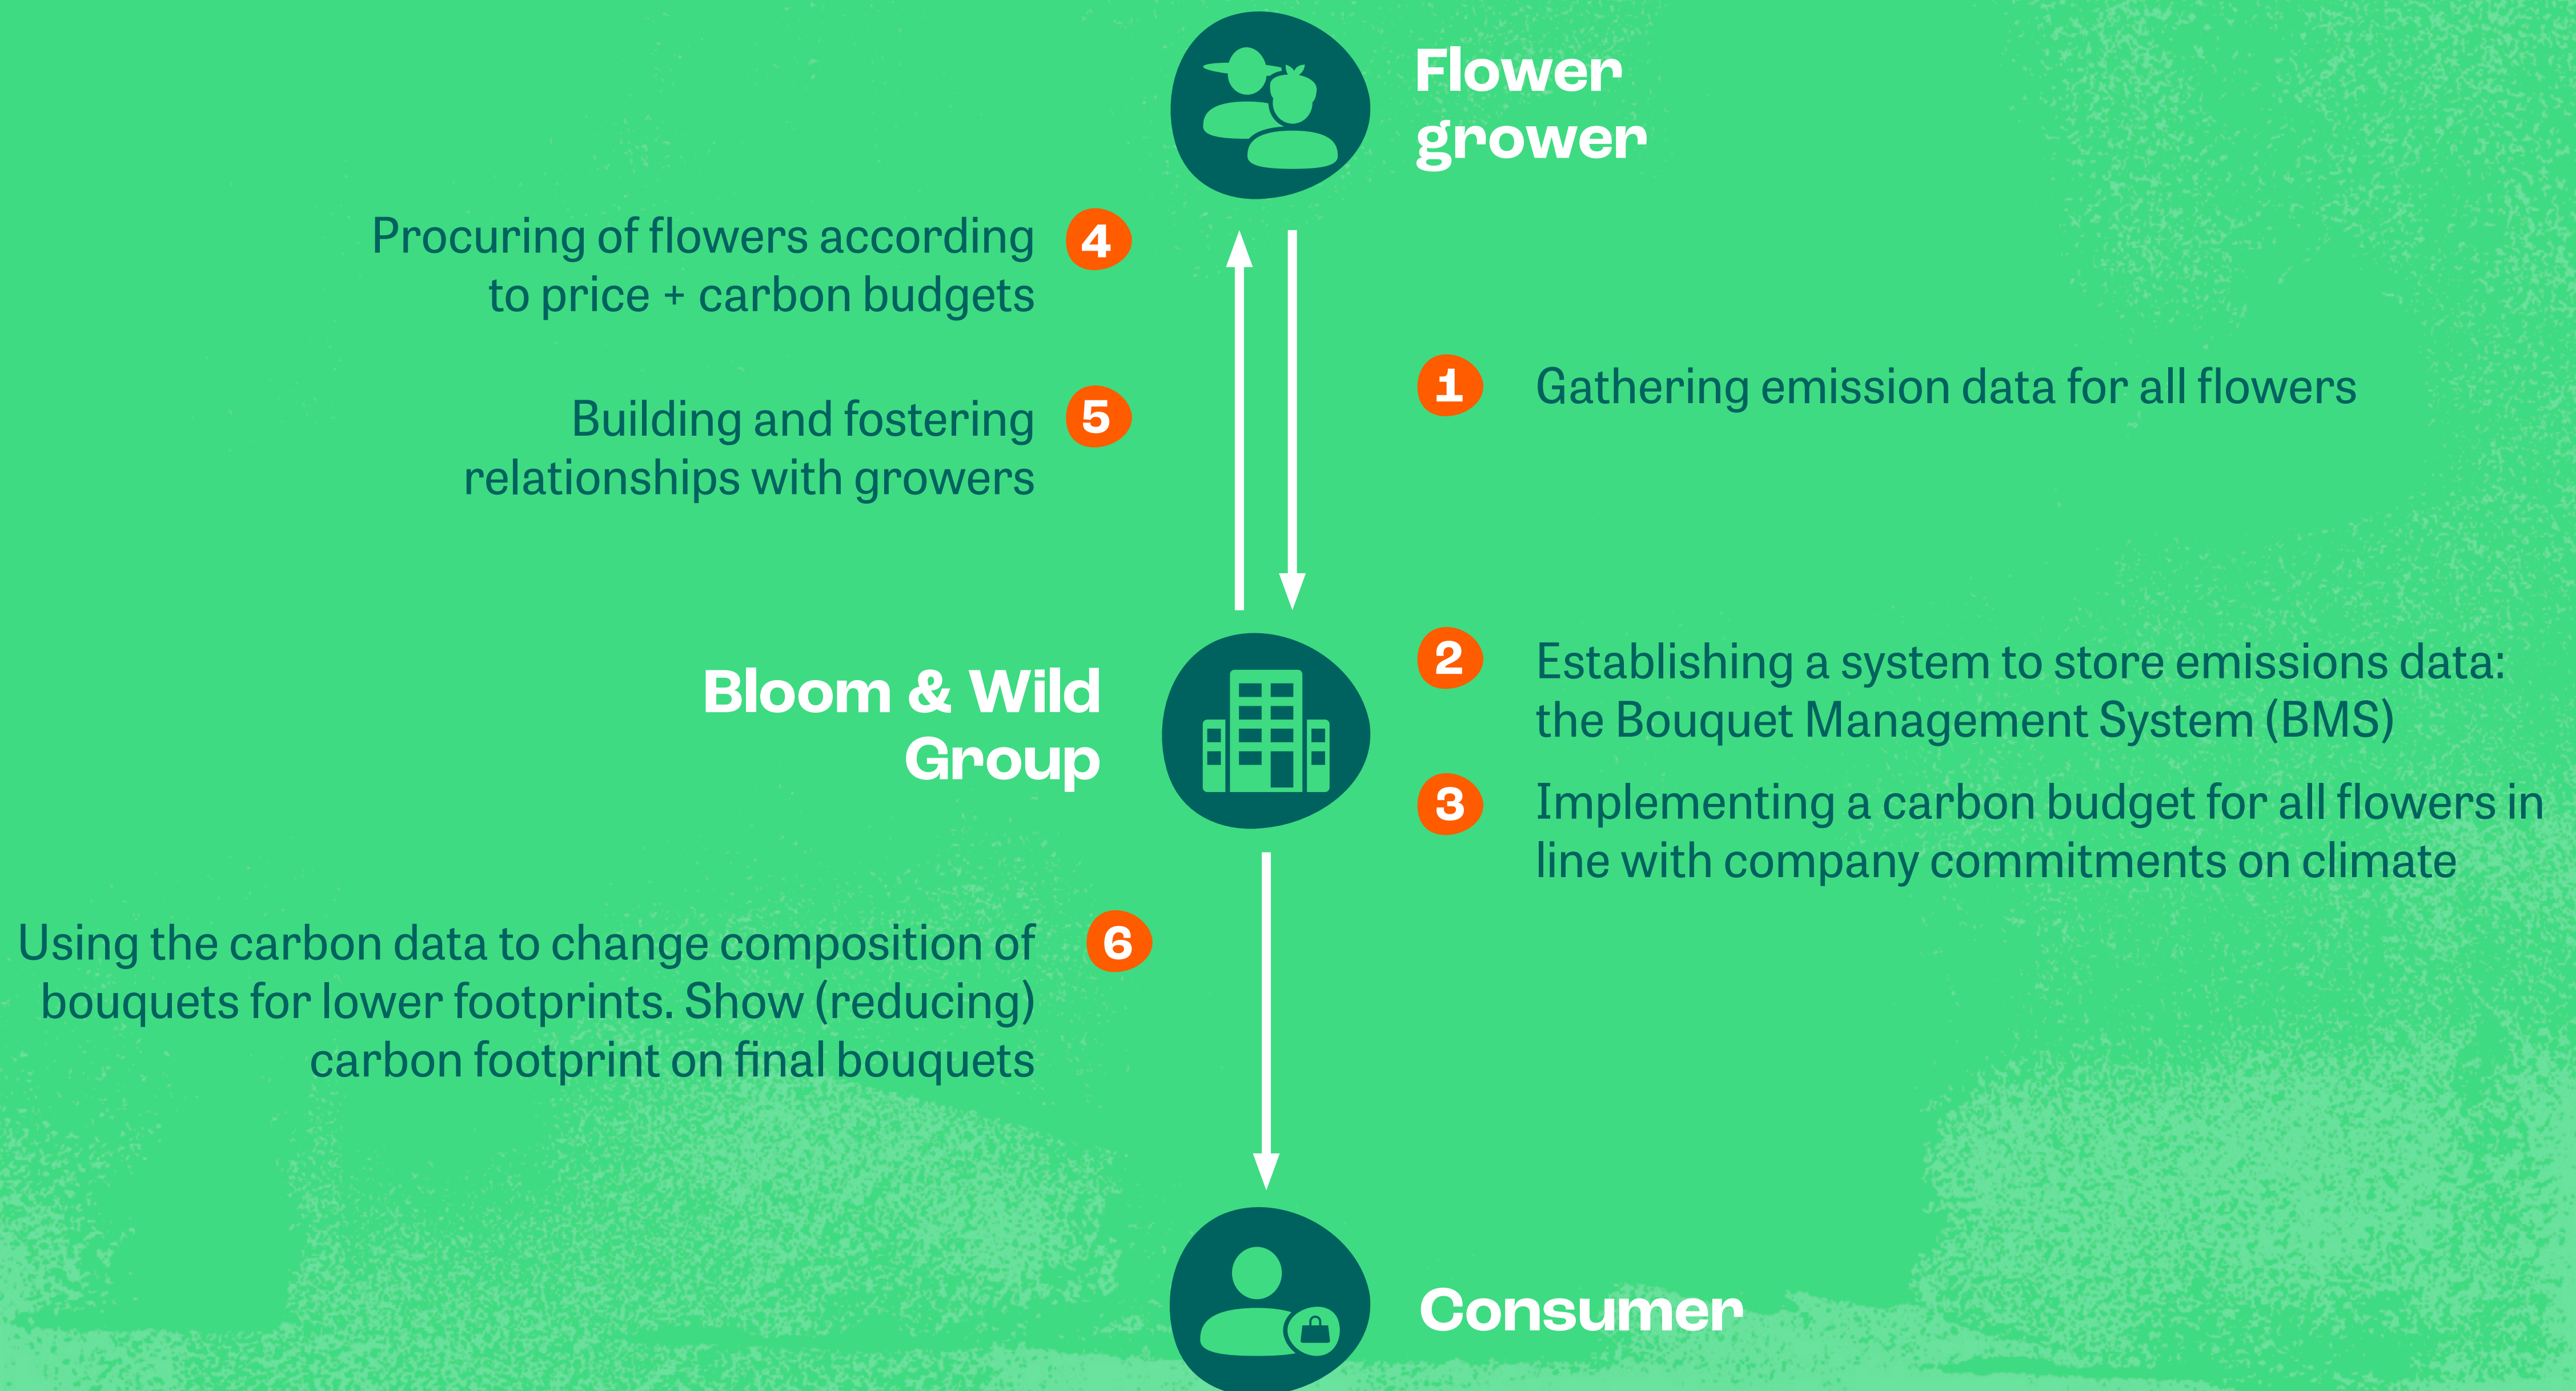 Flower
grower
4
Procuring of flowers according
to price + carbon budgets
1
Gathering emission data for all flowers
5
Building and fostering
relationships with growers
Bloom & Wild
Group
2
Establishing a system to store emissions data:
the Bouquet Management System (BMS)
3
Implementing a carbon budget for all flowers in
line with company commitments on climate
6
Using the carbon data to change composition of
bouquets for lower footprints. Show (reducing)
carbon footprint on final bouquets
Consumer